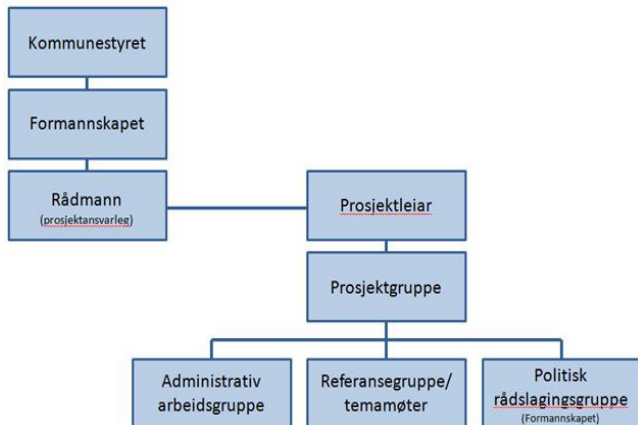 Kommunestyret
Formannskapet
Rådmann
(prosjektansvarleg)
Prosjektleiar
Prosjektgruppe
Administrativ
arbeidsgruppe
Referansegruppe/
temamøter
Politisk
rådslagingsgruppe
(Formannskapet)